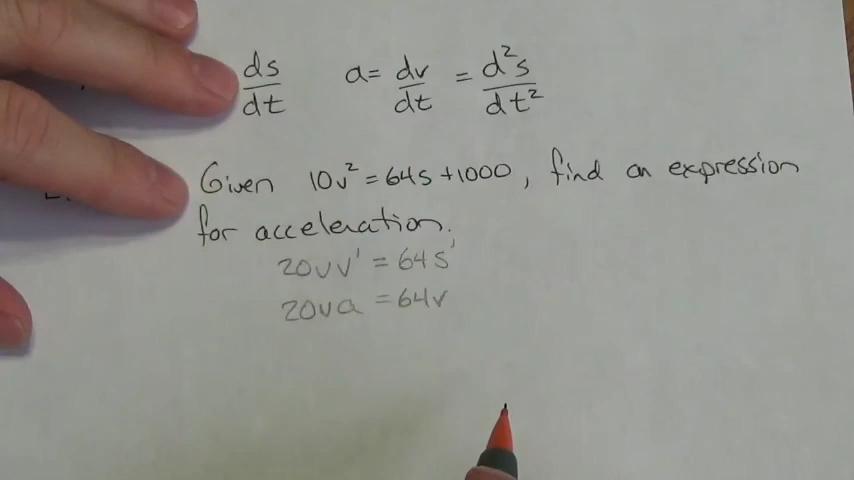 ds/dt a = dv/dt = d²s/dt²
Given 10v² = 64s + 1000, find an expression
for acceleration.
20vv' = 64s'
20va = 64v